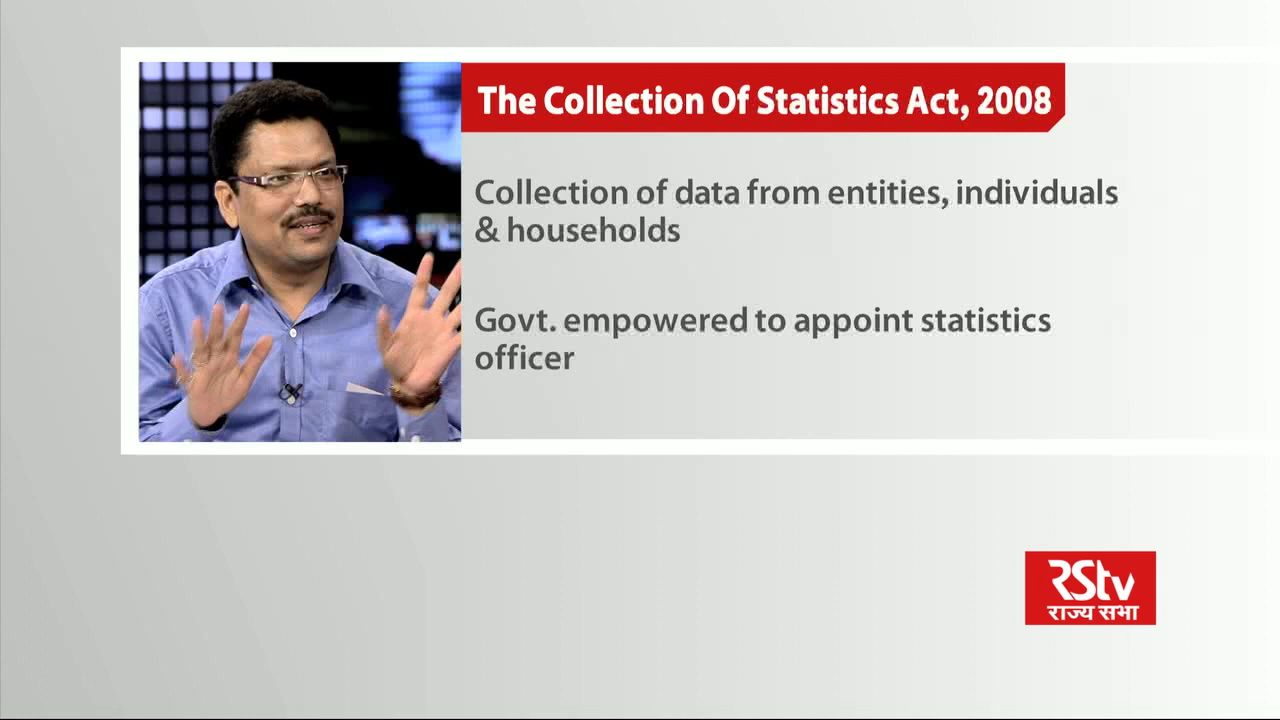 The Collection Of Statistics Act, 2008
Collection of data from entities, individuals
& households
Govt. empowered to appoint statistics
officer
RStv
राज्य सभा